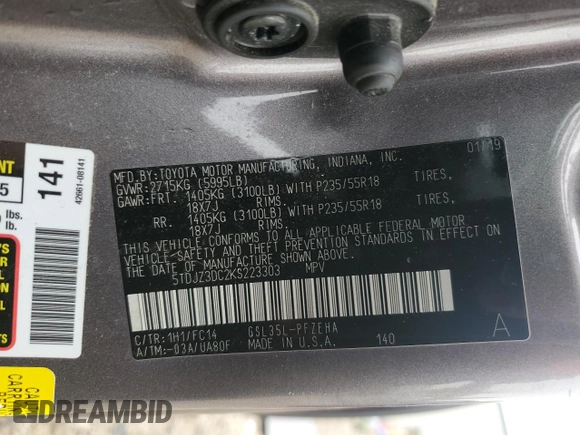 MFD.BY:TOYOTA MOTOR MANUFACTURING, INDIANA, INC. 01/19
GVWR:2715KG (5995LB)
GAWR:FRT. 1405KG (3100LB) WITH P235/55R18 TIRES,
18X7J RIMS
RR. 1405KG (3100LB) WITH P235/55R18 TIRES,
18X7J RIMS
THIS VEHICLE CONFORMS TO ALL APPLICABLE FEDERAL MOTOR
VEHICLE SAFETY AND THEFT PREVENTION STANDARDS IN EFFECT ON
THE DATE OF MANUFACTURE SHOWN ABOVE.
5TDJZ3DC2KS223303 MPV
C/TR:1H1/FC14 GSL35L-PFZEHA
A/TM:-03A/UA80F MADE IN U.S.A. 140
A
141
42661-08141
5
lbs.
Lbs.
DREAMBID